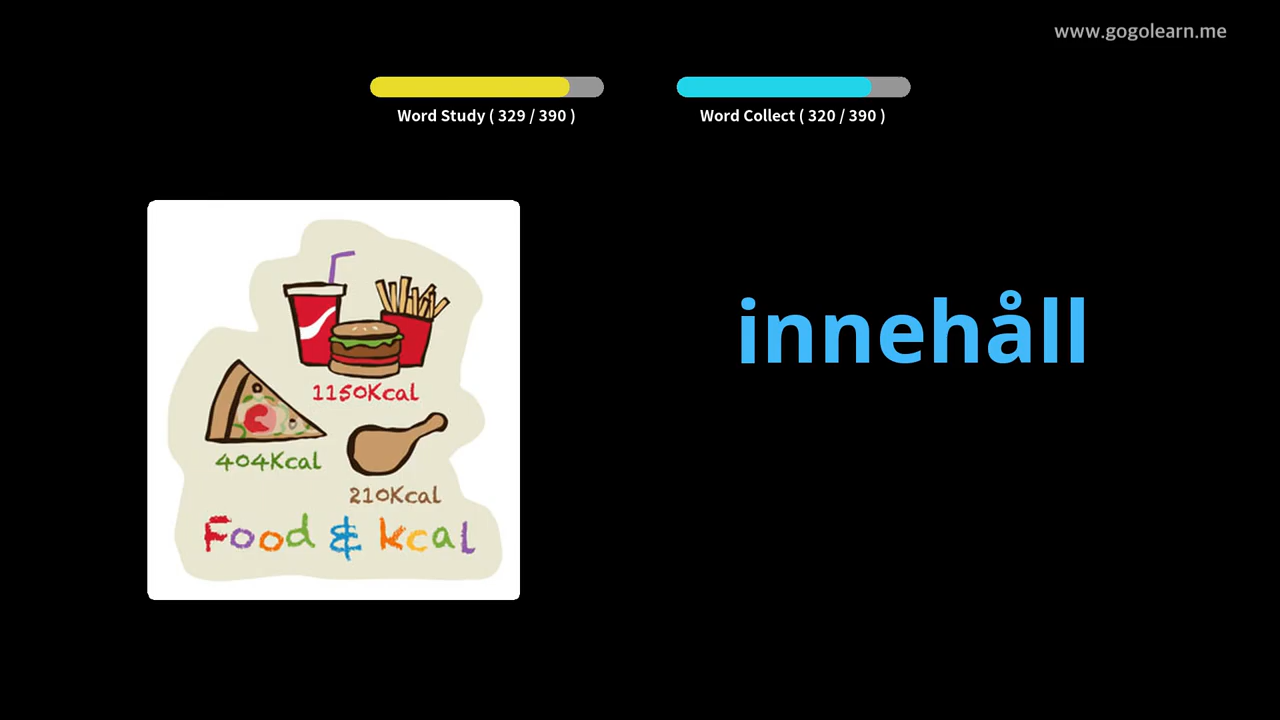 www.gogolearn.me
Word Study ( 329 / 390 )
Word Collect ( 320 / 390 )
innehåll
1150Kcal
404Kcal
210Kcal
Food & kcal